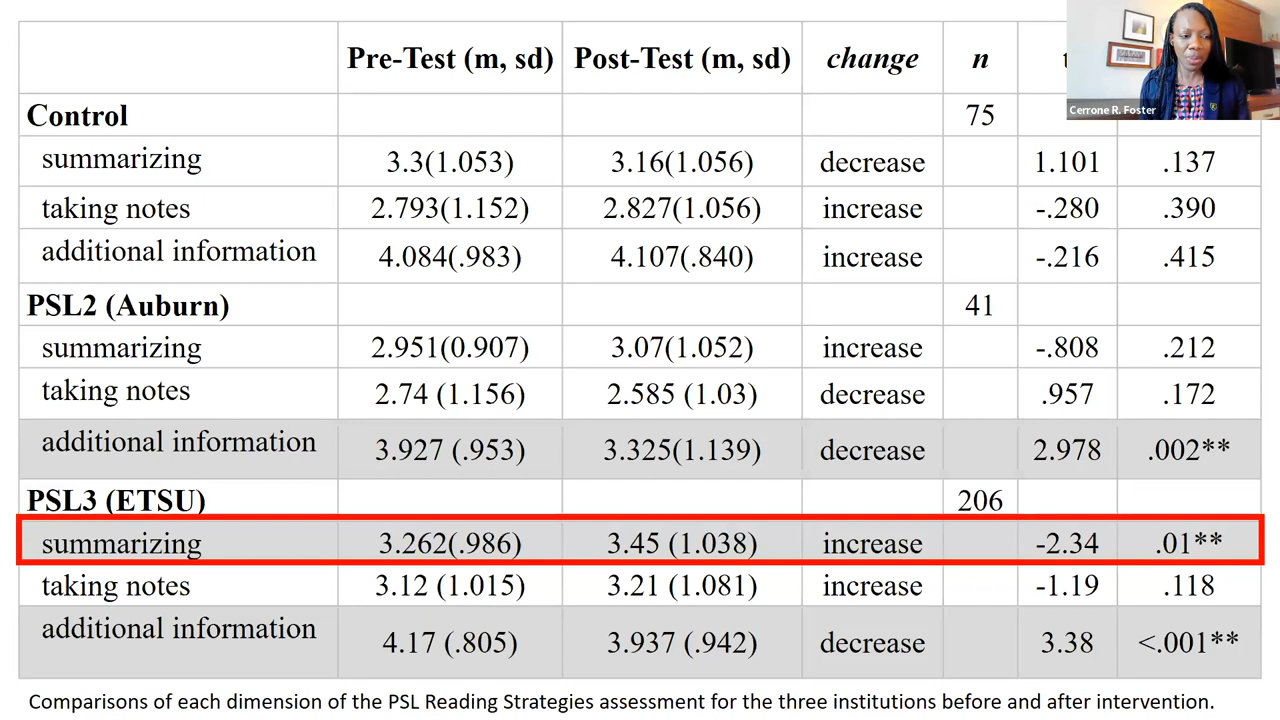 Pre-Test (m, sd) Post-Test (m, sd) change n t
Cerrone R. Foster
Control 75
summarizing 3.3(1.053) 3.16(1.056) decrease 1.101 .137
taking notes 2.793(1.152) 2.827(1.056) increase -.280 .390
additional information 4.084(.983) 4.107(.840) increase -.216 .415
PSL2 (Auburn) 41
summarizing 2.951(0.907) 3.07(1.052) increase -.808 .212
taking notes 2.74 (1.156) 2.585 (1.03) decrease .957 .172
additional information 3.927 (.953) 3.325(1.139) decrease 2.978 .002**
PSL3 (ETSU) 206
summarizing 3.262(.986) 3.45 (1.038) increase -2.34 .01**
taking notes 3.12 (1.015) 3.21 (1.081) increase -1.19 .118
additional information 4.17 (.805) 3.937 (.942) decrease 3.38 <.001**
Comparisons of each dimension of the PSL Reading Strategies assessment for the three institutions before and after intervention.